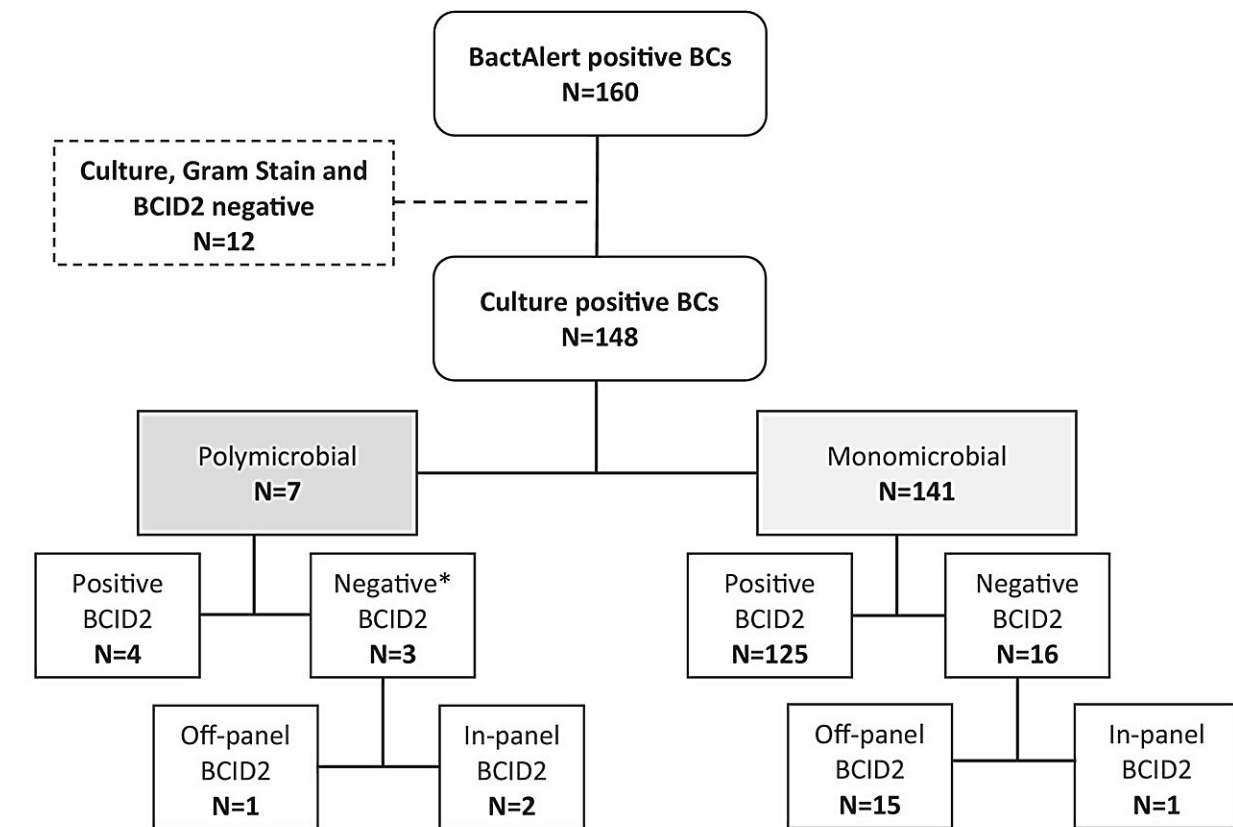 BactAlert positive BCs
N=160
Culture, Gram Stain and
BCID2 negative
N=12
Culture positive BCs
N=148
Polymicrobial
N=7
Monomicrobial
N=141
Positive
BCID2
N=4
Negative*
BCID2
N=3
Positive
BCID2
N=125
Negative
BCID2
N=16
Off-panel
BCID2
N=1
In-panel
BCID2
N=2
Off-panel
BCID2
N=15
In-panel
BCID2
N=1